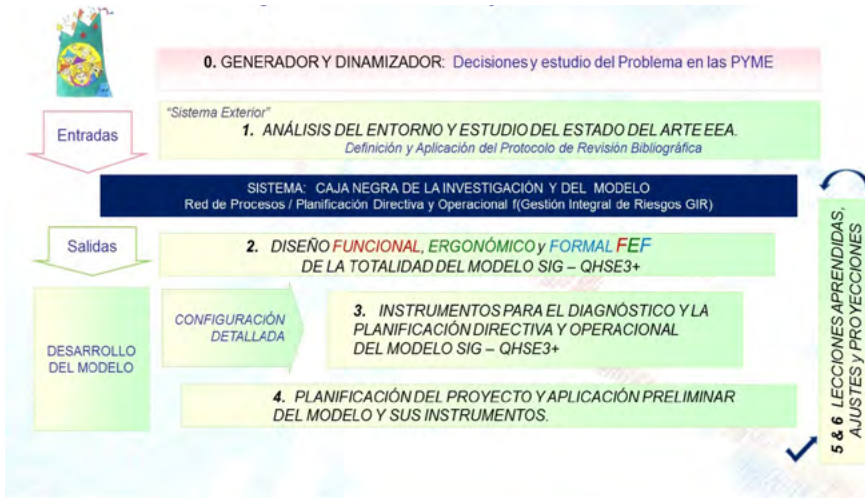 0. GENERADOR Y DINAMIZADOR: Decisiones y estudio del Problema en las PYME
Entradas
"Sistema Exterior"
1. ANÁLISIS DEL ENTORNO Y ESTUDIO DEL ESTADO DEL ARTE EEA.
Definición y Aplicación del Protocolo de Revisión Bibliográfica
SISTEMA: CAJA NEGRA DE LA INVESTIGACIÓN Y DEL MODELO
Red de Procesos / Planificación Directiva y Operacional f(Gestión Integral de Riesgos GIR)
Salidas
2. DISEÑO FUNCIONAL, ERGONÓMICO y FORMAL FEF
DE LA TOTALIDAD DEL MODELO SIG – QHSE3+
DESARROLLO
DEL MODELO
CONFIGURACIÓN
DETALLADA
3. INSTRUMENTOS PARA EL DIAGNÓSTICO Y LA
PLANIFICACIÓN DIRECTIVA Y OPERACIONAL
DEL MODELO SIG – QHSE3+
4. PLANIFICACIÓN DEL PROYECTO Y APLICACIÓN PRELIMINAR
DEL MODELO Y SUS INSTRUMENTOS.
5 & 6 LECCIONES APRENDIDAS,
AJUSTES y PROYECCIONES